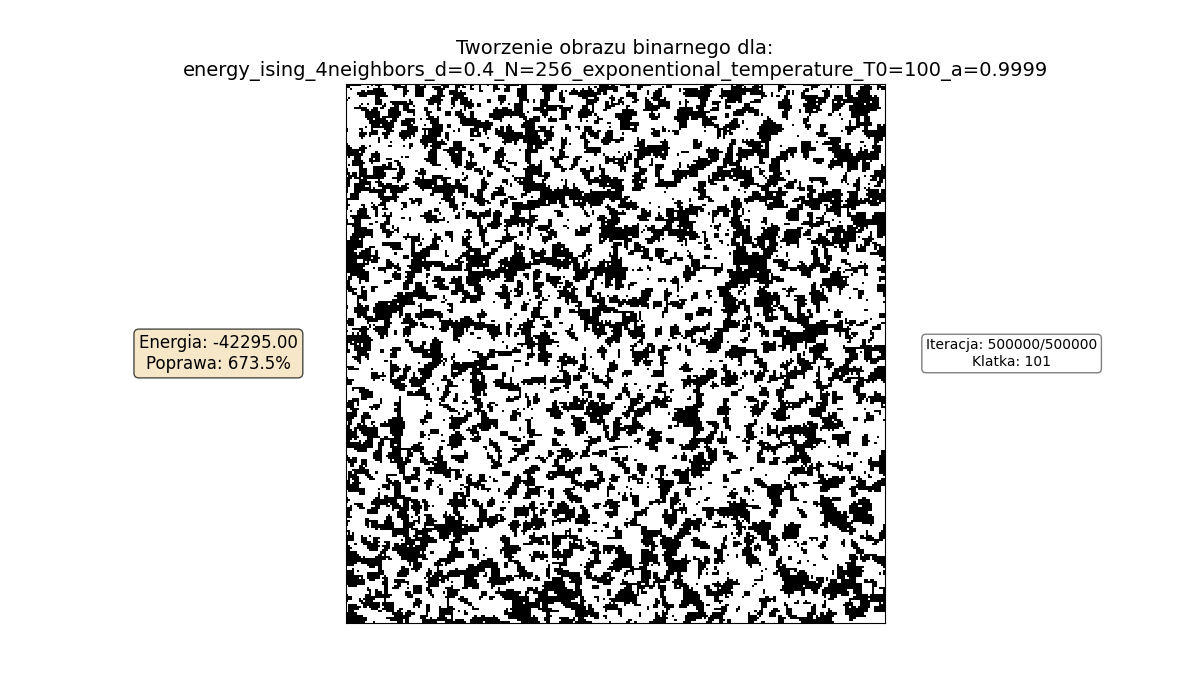 Tworzenie obrazu binarnego dla:
energy_ising_4neighbors_d=0.4_N=256_exponentional_temperature_T0=100_a=0.9999
Energia: -42295.00
Poprawa: 673.5%
Iteracja: 500000/500000
Klatka: 101